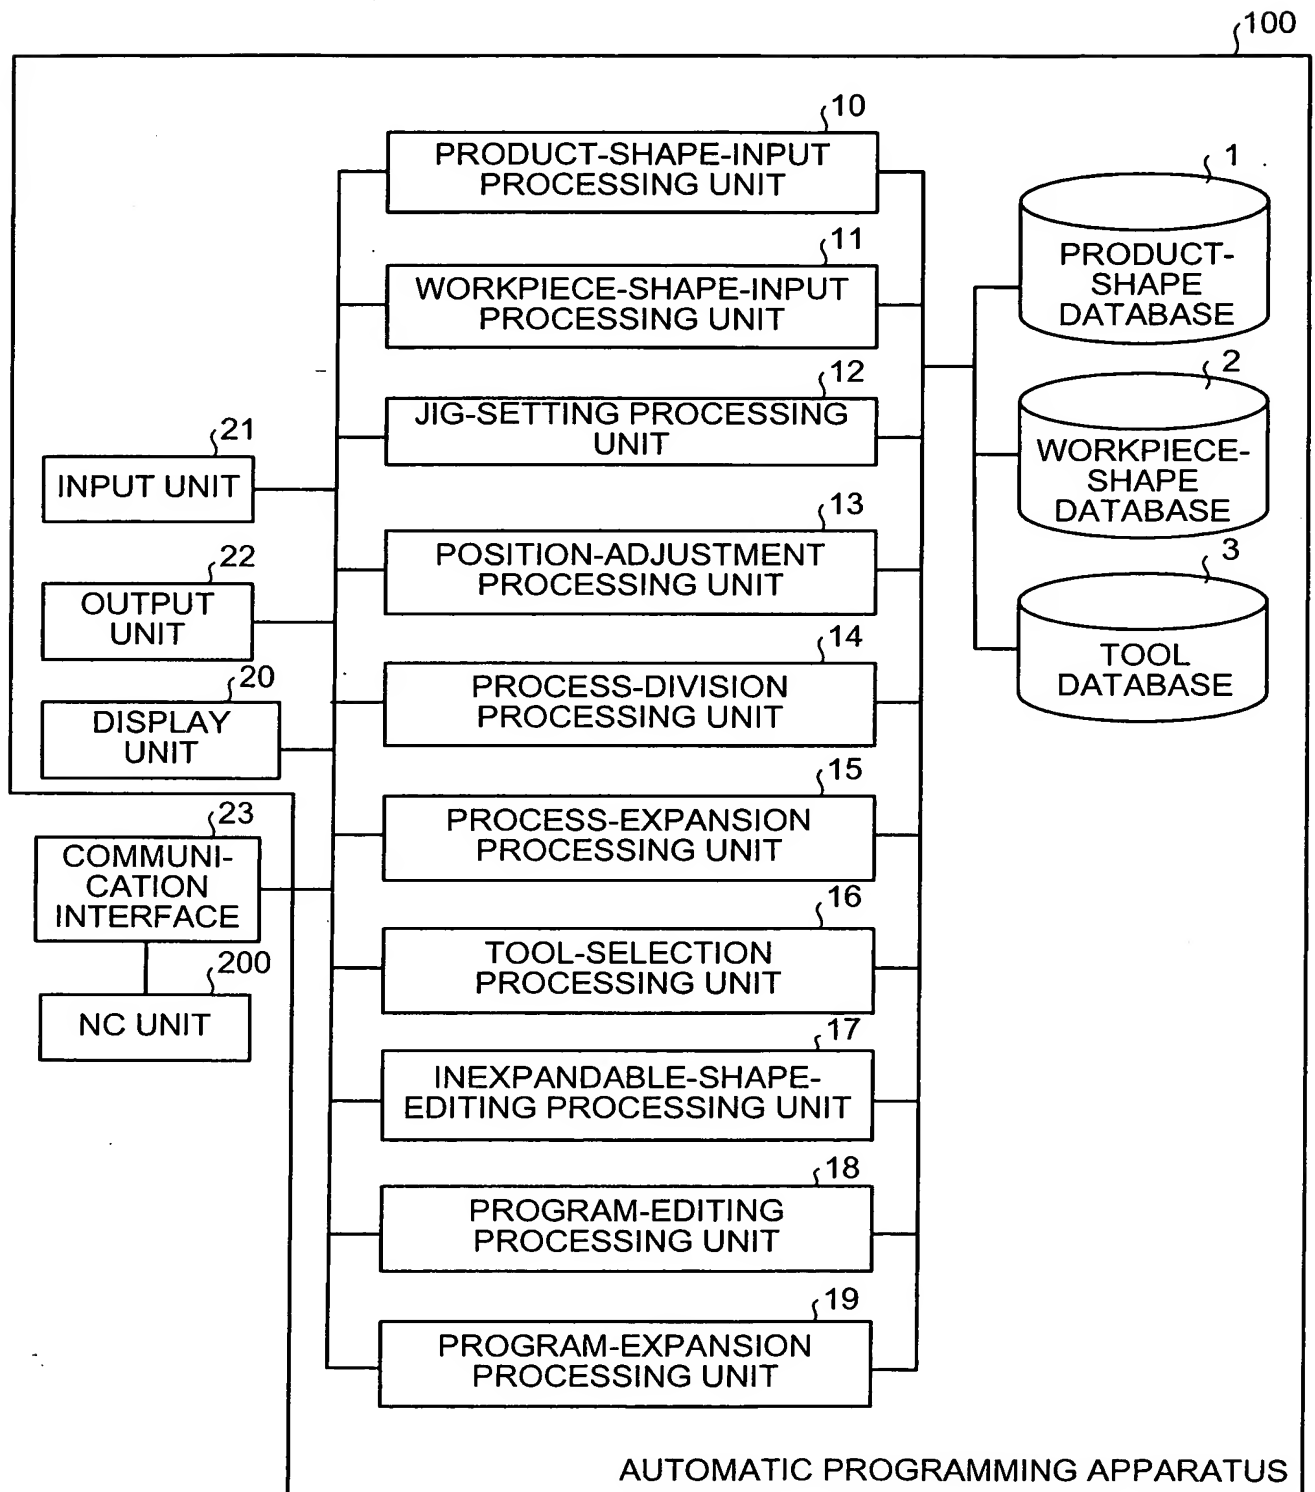 100
10
PRODUCT-SHAPE-INPUT
PROCESSING UNIT
11
WORKPIECE-SHAPE-INPUT
PROCESSING UNIT
12
JIG-SETTING PROCESSING
UNIT
13
POSITION-ADJUSTMENT
PROCESSING UNIT
14
PROCESS-DIVISION
PROCESSING UNIT
15
PROCESS-EXPANSION
PROCESSING UNIT
16
TOOL-SELECTION
PROCESSING UNIT
17
INEXPANDABLE-SHAPE-
EDITING PROCESSING UNIT
18
PROGRAM-EDITING
PROCESSING UNIT
19
PROGRAM-EXPANSION
PROCESSING UNIT
21
INPUT UNIT
22
OUTPUT
UNIT
20
DISPLAY
UNIT
23
COMMUNI-
CATION
INTERFACE
200
NC UNIT
1
PRODUCT-
SHAPE
DATABASE
2
WORKPIECE-
SHAPE
DATABASE
3
TOOL
DATABASE
AUTOMATIC PROGRAMMING APPARATUS